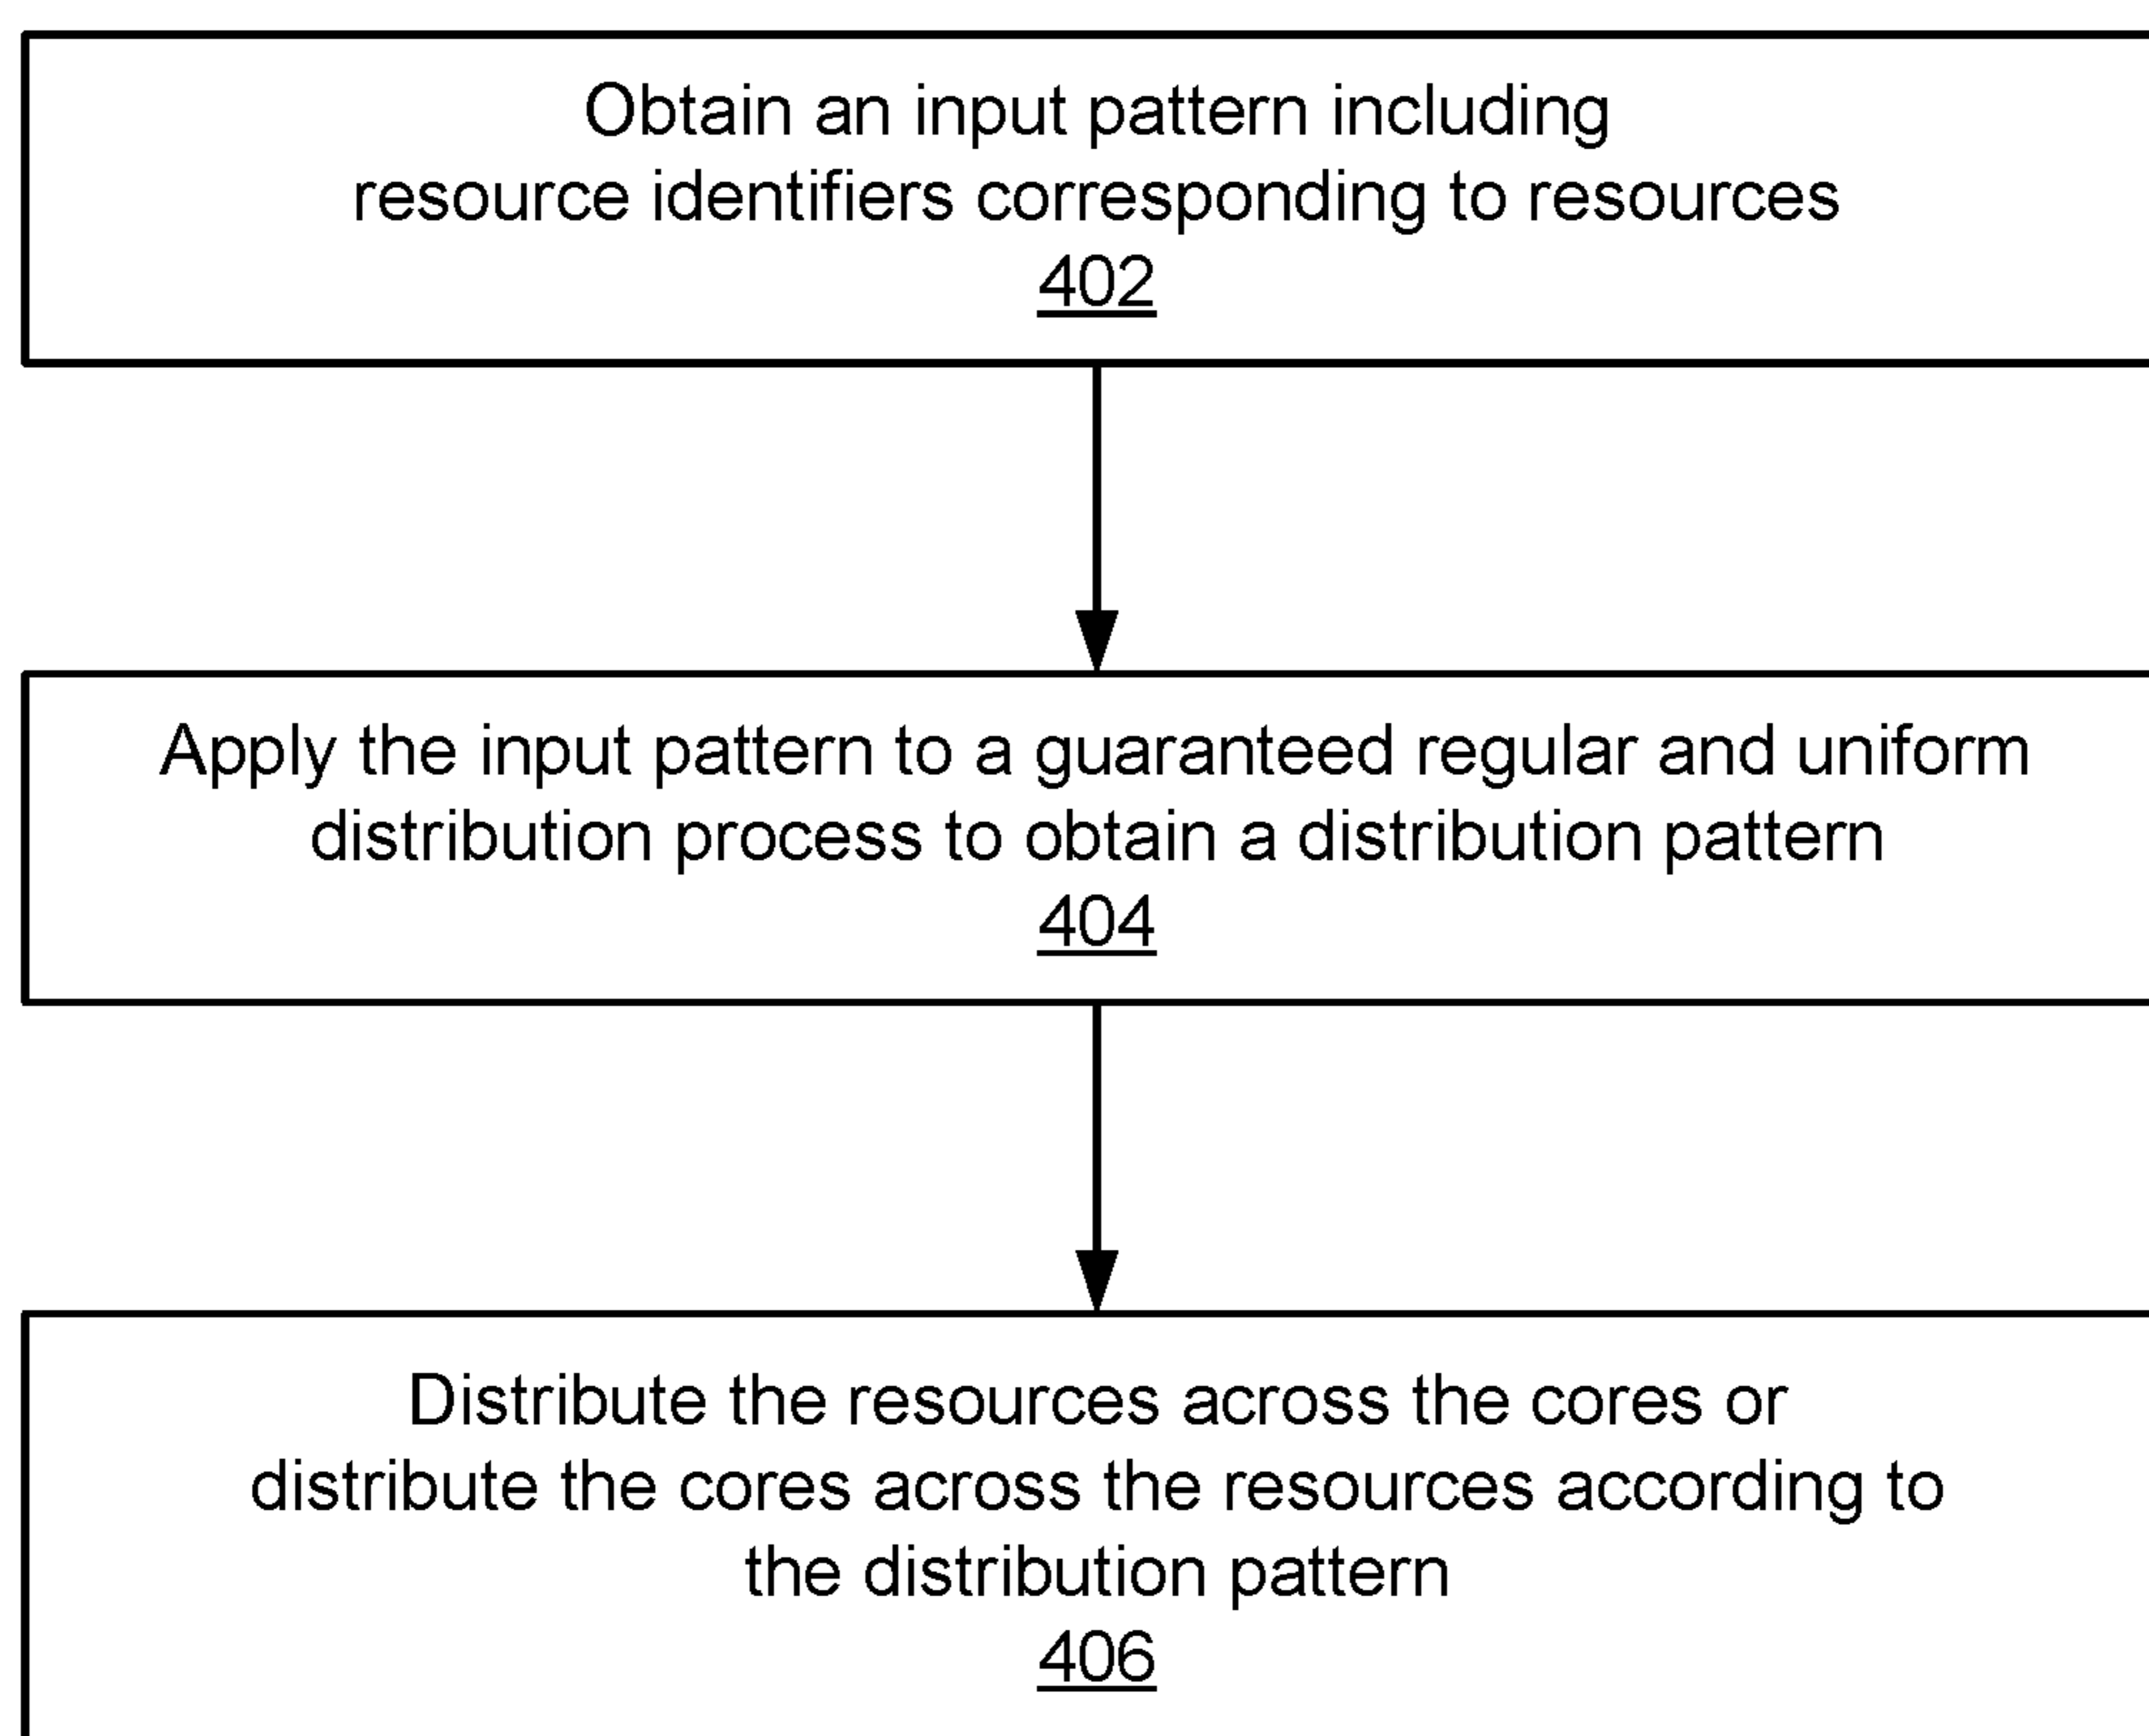 Obtain an input pattern including
resource identifiers corresponding to resources
402
Apply the input pattern to a guaranteed regular and uniform
distribution process to obtain a distribution pattern
404
Distribute the resources across the cores or
distribute the cores across the resources according to
the distribution pattern
406